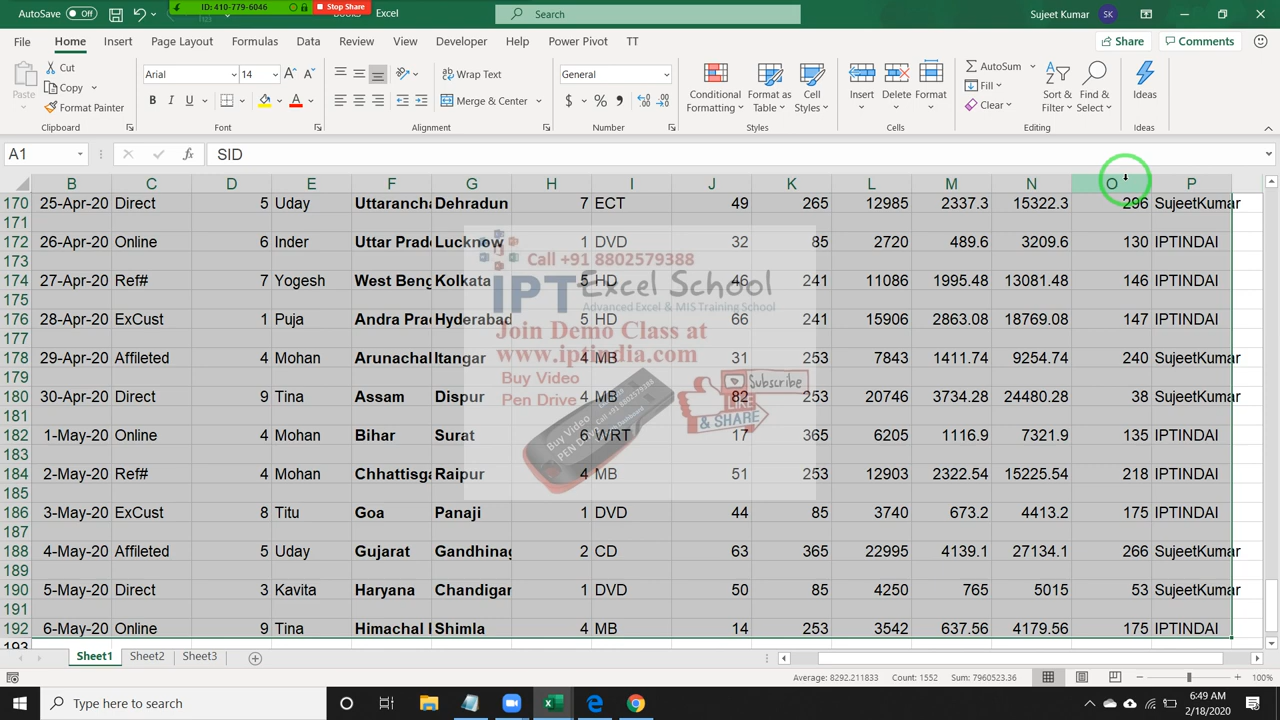 AutoSave Off Book5 Excel Search Sujeet Kumar SK
ID: 410-779-6046 Stop Share
File Home Insert Page Layout Formulas Data Review View Developer Help Power Pivot TT Share Comments
Paste Cut Copy Format Painter Clipboard
Arial 14 B I U A Font
Wrap Text Merge & Center Alignment
General $ % , Number
Conditional Formatting Format as Table Cell Styles Styles
Insert Delete Format Cells
AutoSum Fill Clear Sort & Filter Find & Select Editing
Ideas Ideas
A1 fx SID
B C D E F G H I J K L M N O P
170 25-Apr-20 Direct 5 Uday Uttarancha Dehradun 7 ECT 49 265 12985 2337.3 15322.3 296 SujeetKumar
171
172 26-Apr-20 Online 6 Inder Uttar Prade Lucknow 1 DVD 32 85 2720 489.6 3209.6 130 IPTINDAI
173
174 27-Apr-20 Ref# 7 Yogesh West Beng Kolkata 5 HD 46 241 11086 1995.48 13081.48 146 IPTINDAI
175
176 28-Apr-20 ExCust 1 Puja Andra Prad Hyderabad 5 HD 66 241 15906 2863.08 18769.08 147 IPTINDAI
177
178 29-Apr-20 Affileted 4 Mohan Arunachal Itangar 4 MB 31 253 7843 1411.74 9254.74 240 SujeetKumar
179
180 30-Apr-20 Direct 9 Tina Assam Dispur 4 MB 82 253 20746 3734.28 24480.28 38 SujeetKumar
181
182 1-May-20 Online 4 Mohan Bihar Surat 6 WRT 17 365 6205 1116.9 7321.9 135 IPTINDAI
183
184 2-May-20 Ref# 4 Mohan Chhattisga Raipur 4 MB 51 253 12903 2322.54 15225.54 218 IPTINDAI
185
186 3-May-20 ExCust 8 Titu Goa Panaji 1 DVD 44 85 3740 673.2 4413.2 175 IPTINDAI
187
188 4-May-20 Affileted 5 Uday Gujarat Gandhinag 2 CD 63 365 22995 4139.1 27134.1 266 SujeetKumar
189
190 5-May-20 Direct 3 Kavita Haryana Chandigar 1 DVD 50 85 4250 765 5015 53 SujeetKumar
191
192 6-May-20 Online 9 Tina Himachal Shimla 4 MB 14 253 3542 637.56 4179.56 175 IPTINDAI
193
Call +91 8802579388
IPT Excel School
Advanced Excel & MIS Training School
Join Demo Class at
www.iptindia.com
Buy Video
Pen Drive
Buy Video
PEN Drive
Call +91 8802579388
Subscribe
LIKE
& SHARE
Sheet1 Sheet2 Sheet3
Average: 8292.211833 Count: 1552 Sum: 7960523.36 100%
Type here to search
6:49 AM
2/18/2020